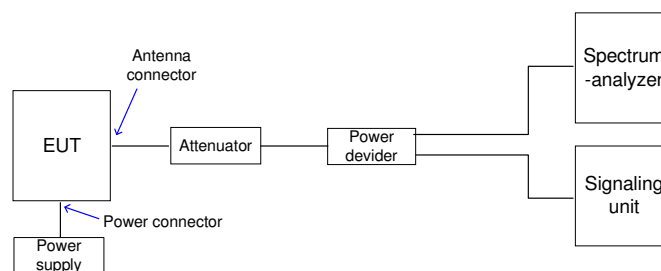 Antenna
connector
EUT
Attenuator
Power
devider
Spectrum
-analyzer
Signaling
unit
Power connector
Power
supply